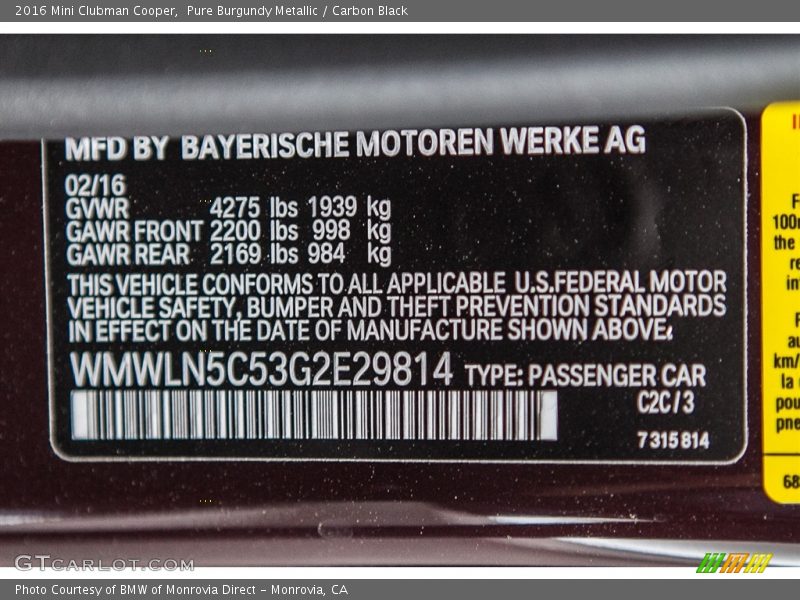 2016 Mini Clubman Cooper,  Pure Burgundy Metallic / Carbon Black
MFD BY BAYERISCHE MOTOREN WERKE AG
02/16
GVWR 4275 lbs 1939 kg
GAWR FRONT 2200 lbs 998 kg
GAWR REAR 2169 lbs 984 kg
THIS VEHICLE CONFORMS TO ALL APPLICABLE U.S.FEDERAL MOTOR
VEHICLE SAFETY, BUMPER AND THEFT PREVENTION STANDARDS
IN EFFECT ON THE DATE OF MANUFACTURE SHOWN ABOVE.
WMWLN5C53G2E29814 TYPE: PASSENGER CAR
C2C/3
7315814
the
km/
la
GTCARLOT.COM
Photo Courtesy of BMW of Monrovia Direct - Monrovia, CA